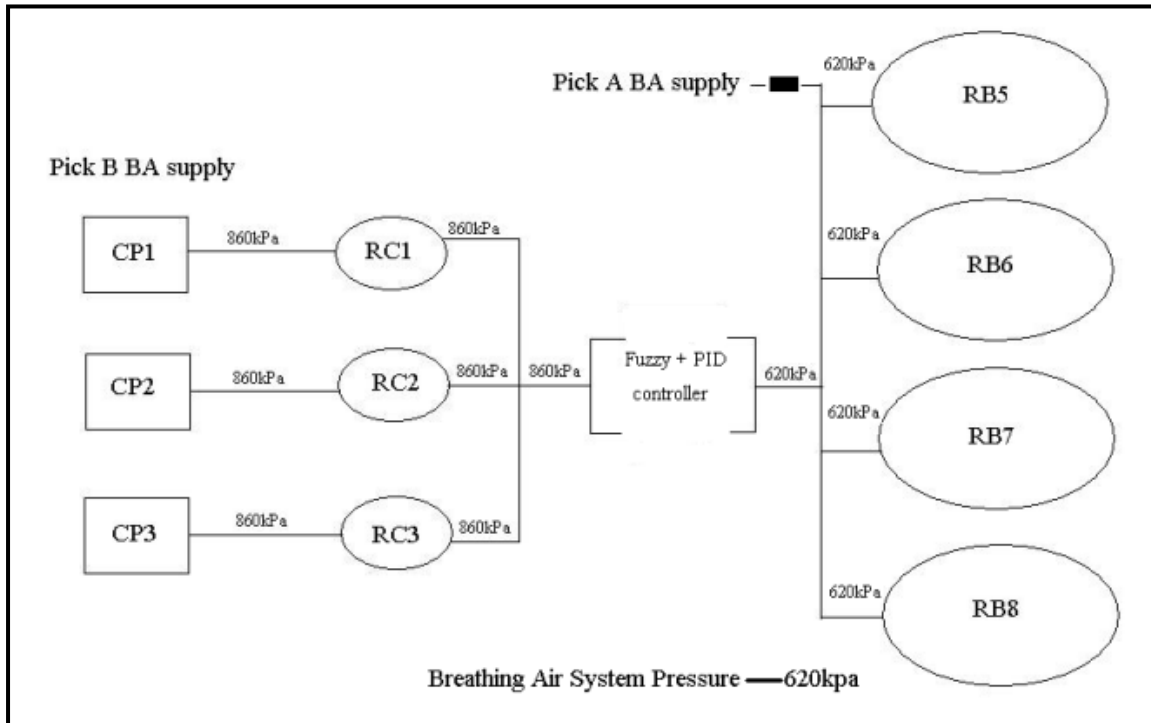 620kPa
Pick A BA supply
RB5
Pick B BA supply
860kPa
CP1
860kPa
RC1
620kPa
RB6
Fuzzy + PID
controller
CP2
860kPa
RC2
860kPa
860kPa
620kPa
620kPa
RB7
CP3
860kPa
RC3
860kPa
620kPa
RB8
Breathing Air System Pressure 620kpa